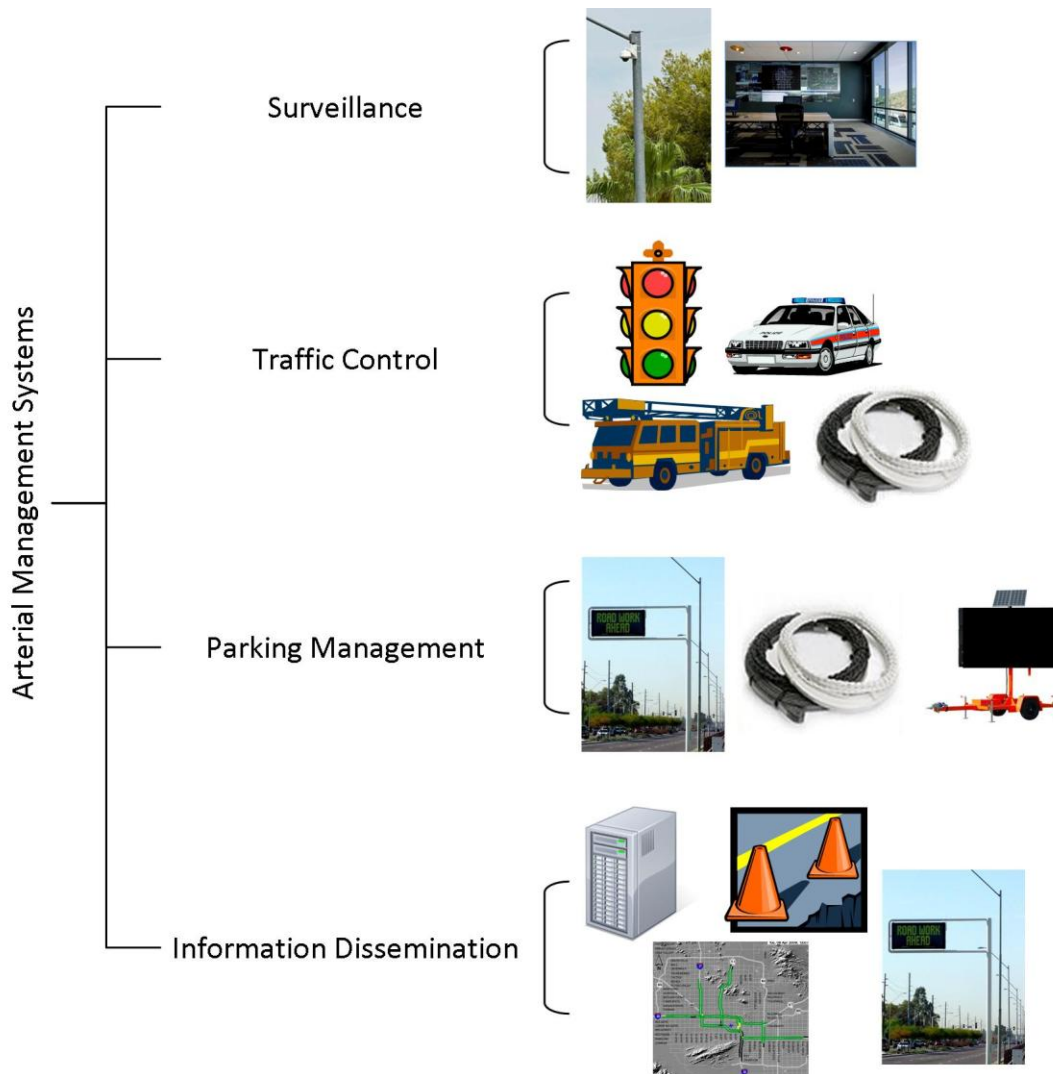 Arterial Management Systems
Surveillance
Traffic Control
Parking Management
ROAD WORK
AHEAD
Information Dissemination
ROAD WORK
AHEAD